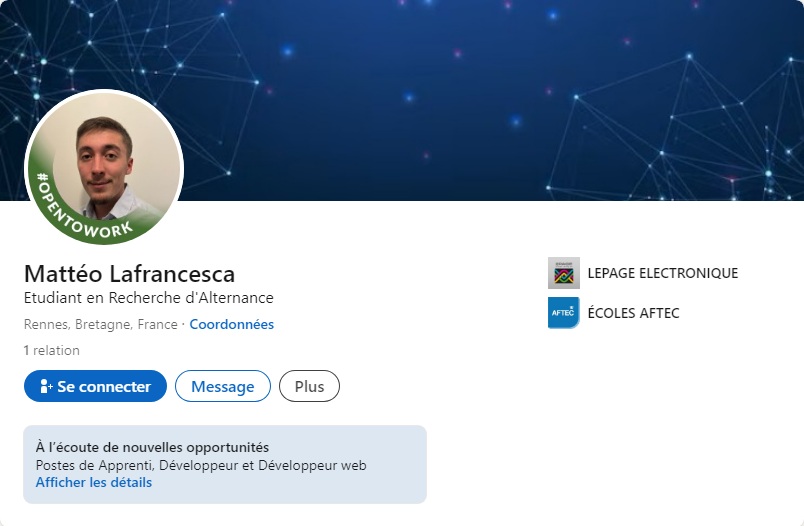 #OPENTOWORK
Mattéo Lafrancesca
Etudiant en Recherche d'Alternance
Rennes, Bretagne, France · Coordonnées
1 relation
Se connecter
Message
Plus
À l'écoute de nouvelles opportunités
Postes de Apprenti, Développeur et Développeur web
Afficher les détails
LEPAGE ELECTRONIQUE
AFTEC
ÉCOLES AFTEC